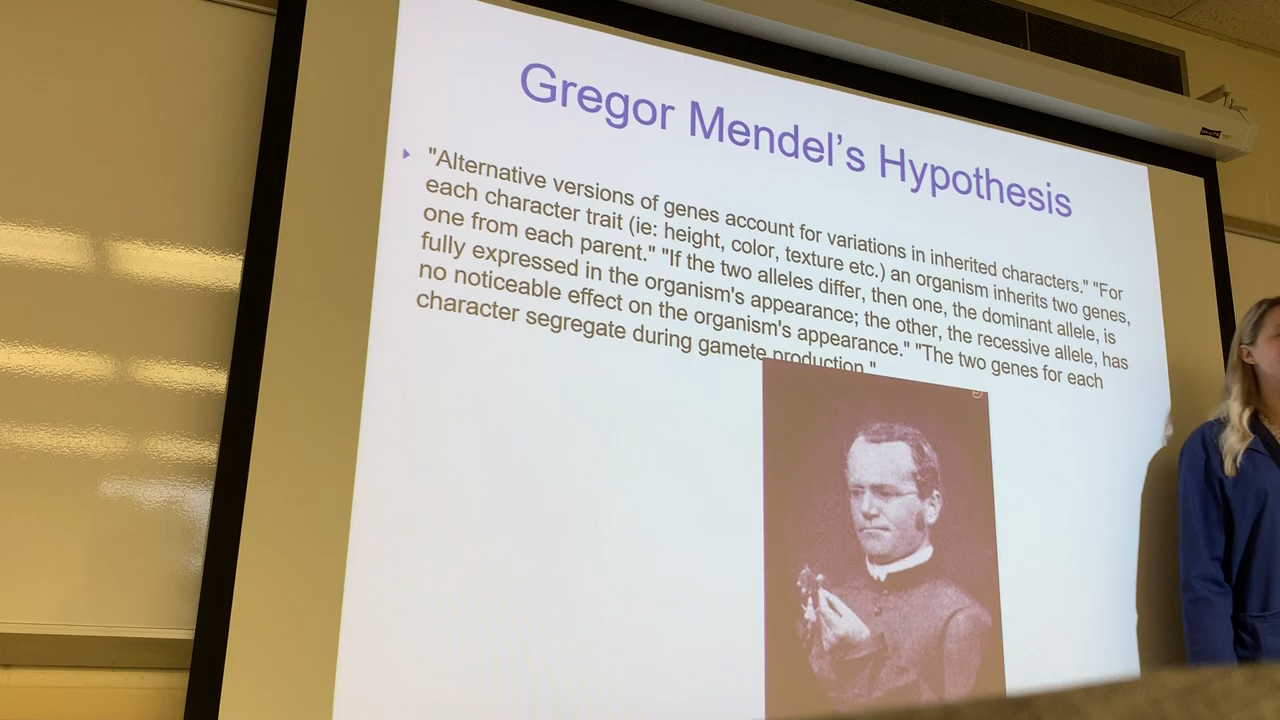 Gregor Mendel’s Hypothesis
"Alternative versions of genes account for variations in inherited characters." "For
each character trait (ie: height, color, texture etc.) an organism inherits two genes,
one from each parent." "If the two alleles differ, then one, the dominant allele, is
fully expressed in the organism's appearance; the other, the recessive allele, has
no noticeable effect on the organism's appearance." "The two genes for each
character segregate during gamete production."
DA-LITE